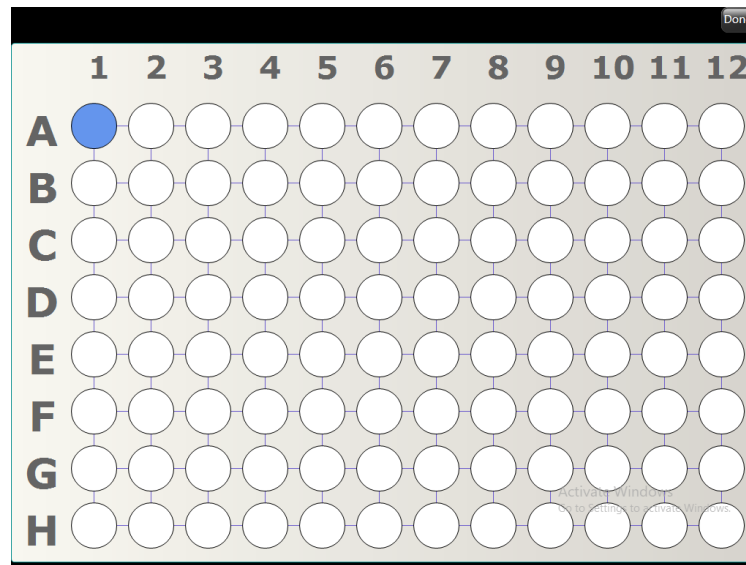 Don
1 2 3 4 5 6 7 8 9 10 11 12
A
B
C
D
E
F
G
H
Activate Windows
Go to Settings to activate Windows.